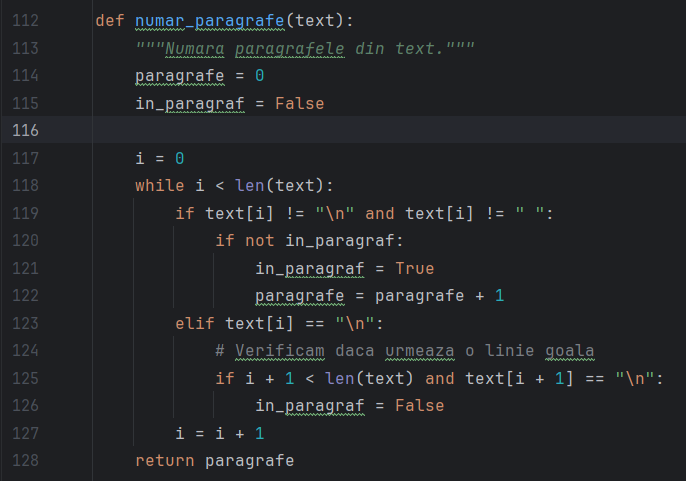 112 def numar_paragrafe(text):
113     """Numara paragrafele din text."""
114     paragrafe = 0
115     in_paragraf = False
116
117     i = 0
118     while i < len(text):
119         if text[i] != "\n" and text[i] != " ":
120             if not in_paragraf:
121                 in_paragraf = True
122                 paragrafe = paragrafe + 1
123         elif text[i] == "\n":
124             # Verificam daca urmeaza o linie goala
125             if i + 1 < len(text) and text[i + 1] == "\n":
126                 in_paragraf = False
127         i = i + 1
128     return paragrafe